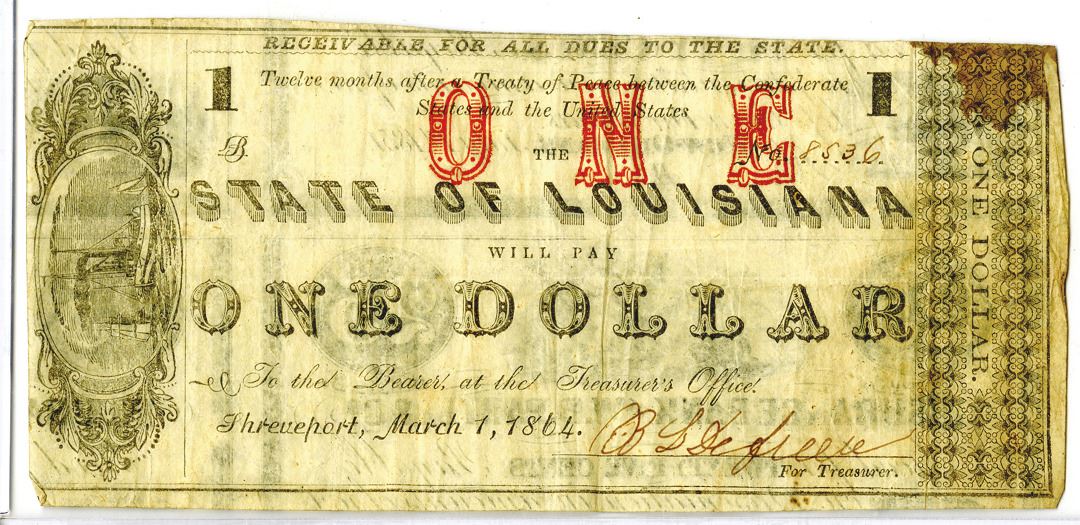 RECEIVABLE FOR ALL DUES TO THE STATE.
1 Twelve months after a Treaty of Peace between the Confederate 1
States and the United States
ONE
B. THE No. 8536
STATE OF LOUISIANA
WILL PAY
ONE DOLLAR
To the Bearer, at the Treasurer's Office.
Shreveport, March 1, 1864.
For Treasurer.
ONE DOLLAR.